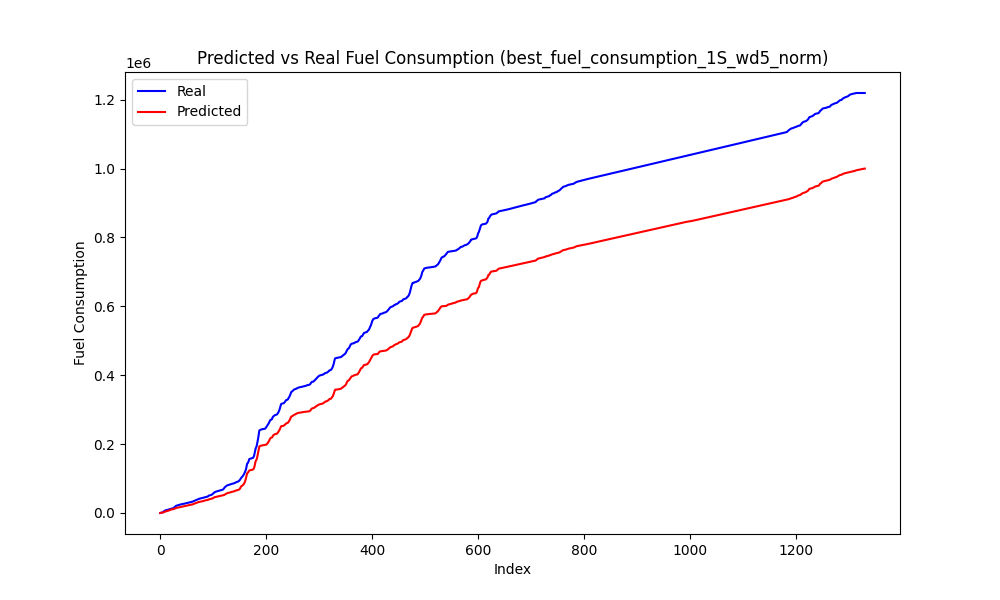 Predicted vs Real Fuel Consumption (best_fuel_consumption_1S_wd5_norm)
1e6
Real
Predicted
1.2
1.0
0.8
0.6
0.4
0.2
0.0
Fuel Consumption
0 200 400 600 800 1000 1200
Index